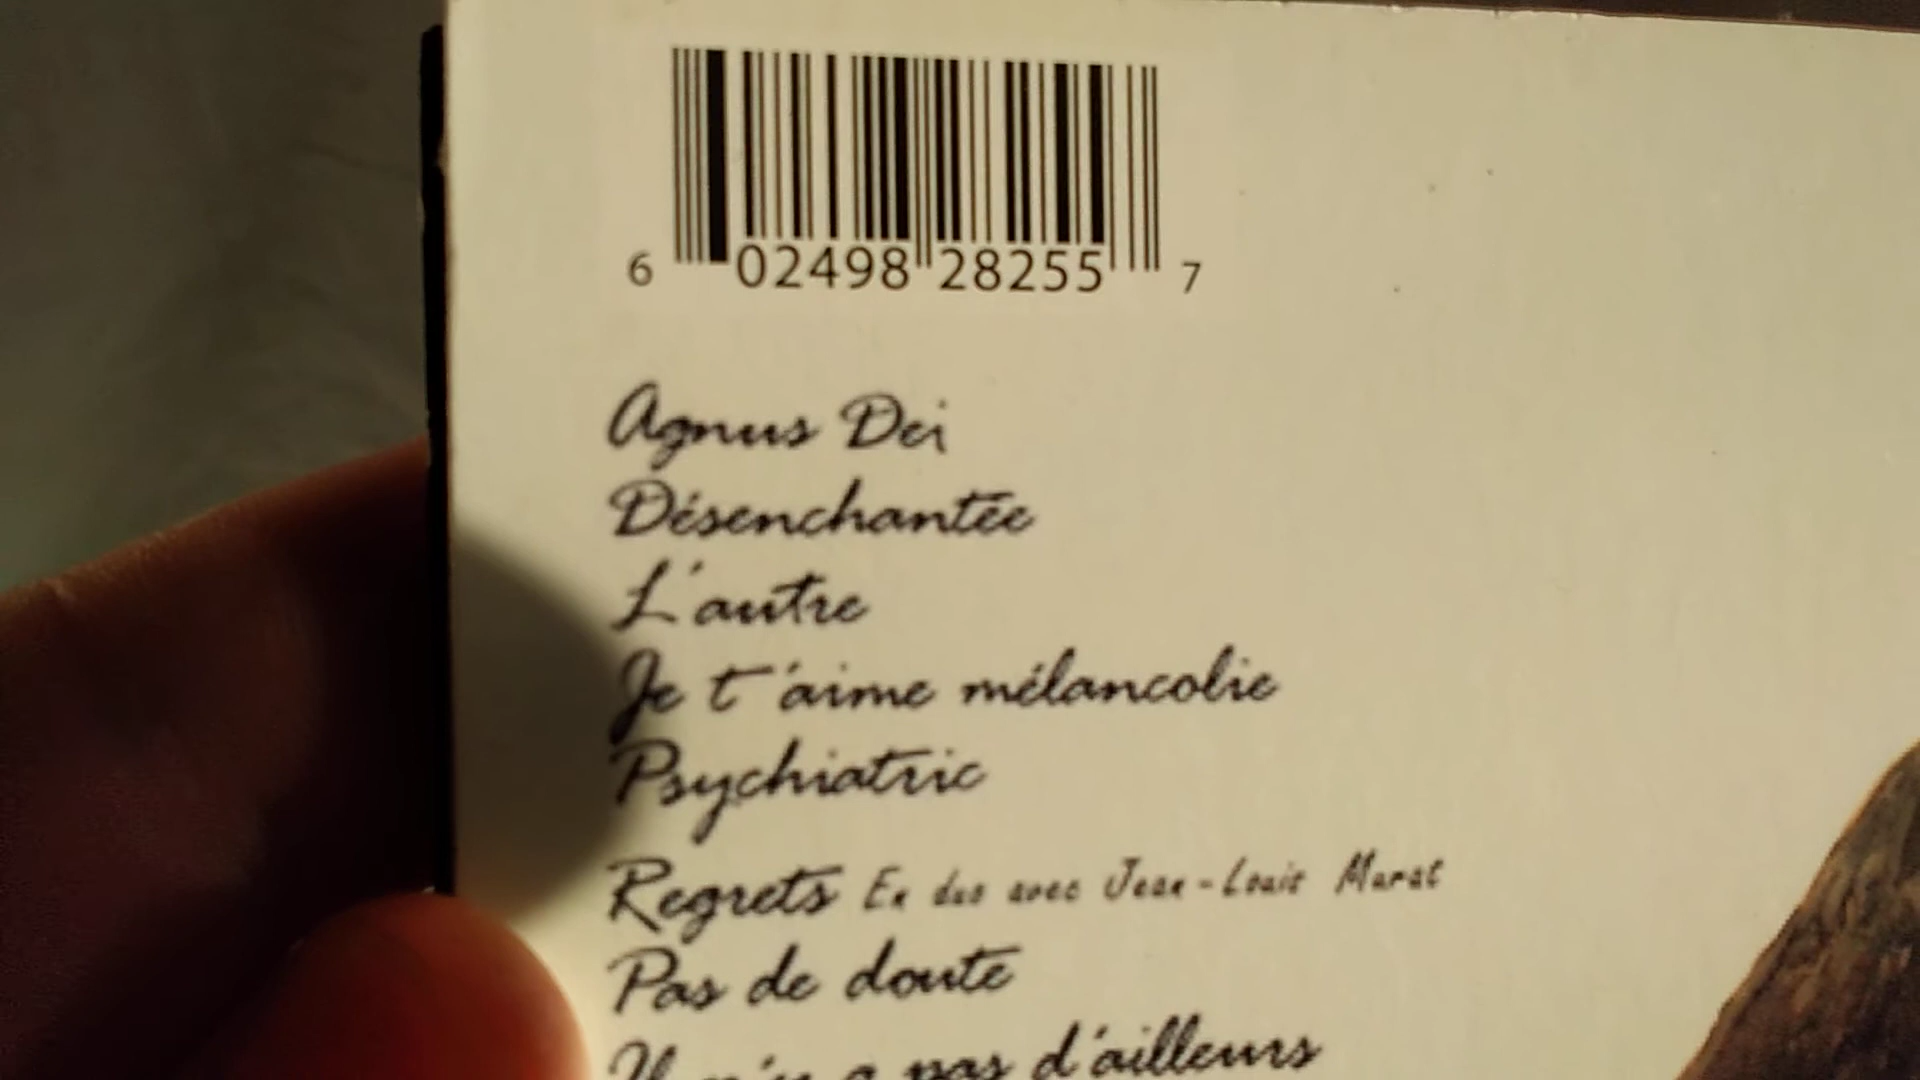 6 02498 28255 7
Agnus Dei
Désenchantée
L'autre
Je t'aime mélancolie
Psychiatric
Regrets En duo avec Jean-Louis Murat
Pas de doute
Il n'y a pas d'ailleurs